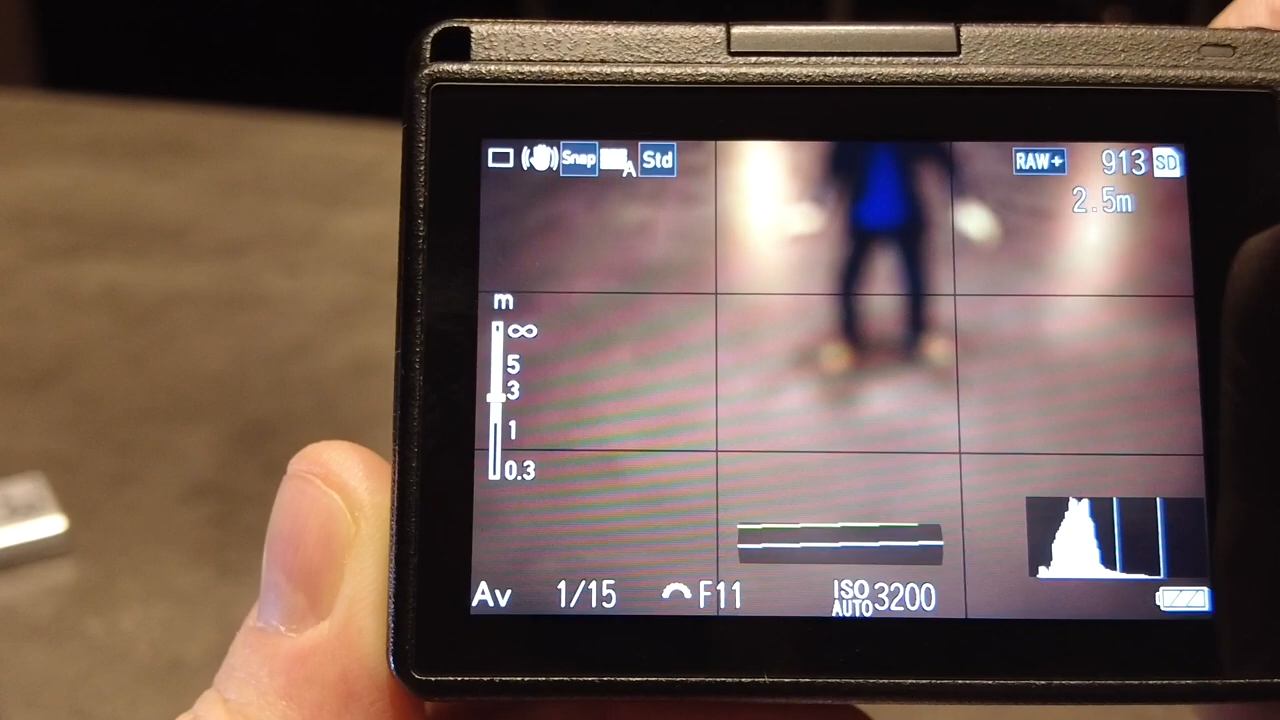 Snap A Std RAW+ 913 SD
2.5m
m
∞
5
3
1
0.3
Av 1/15 F11 ISO AUTO 3200